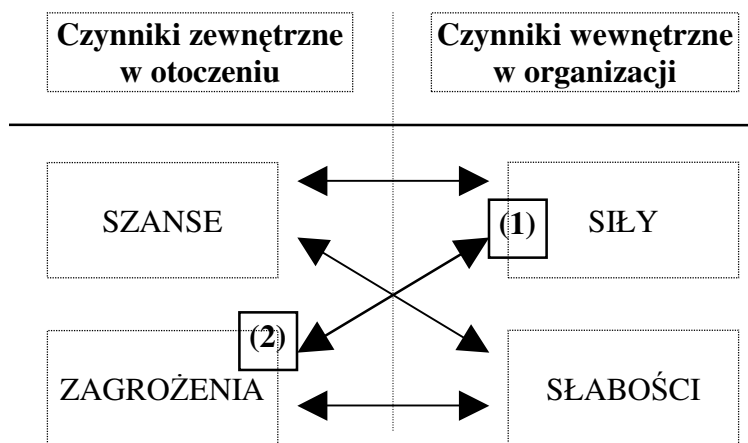 Czynniki zewnętrzne
w otoczeniu
Czynniki wewnętrzne
w organizacji
SZANSE
(1)
SIŁY
(2)
ZAGROŻENIA
SŁABOŚCI